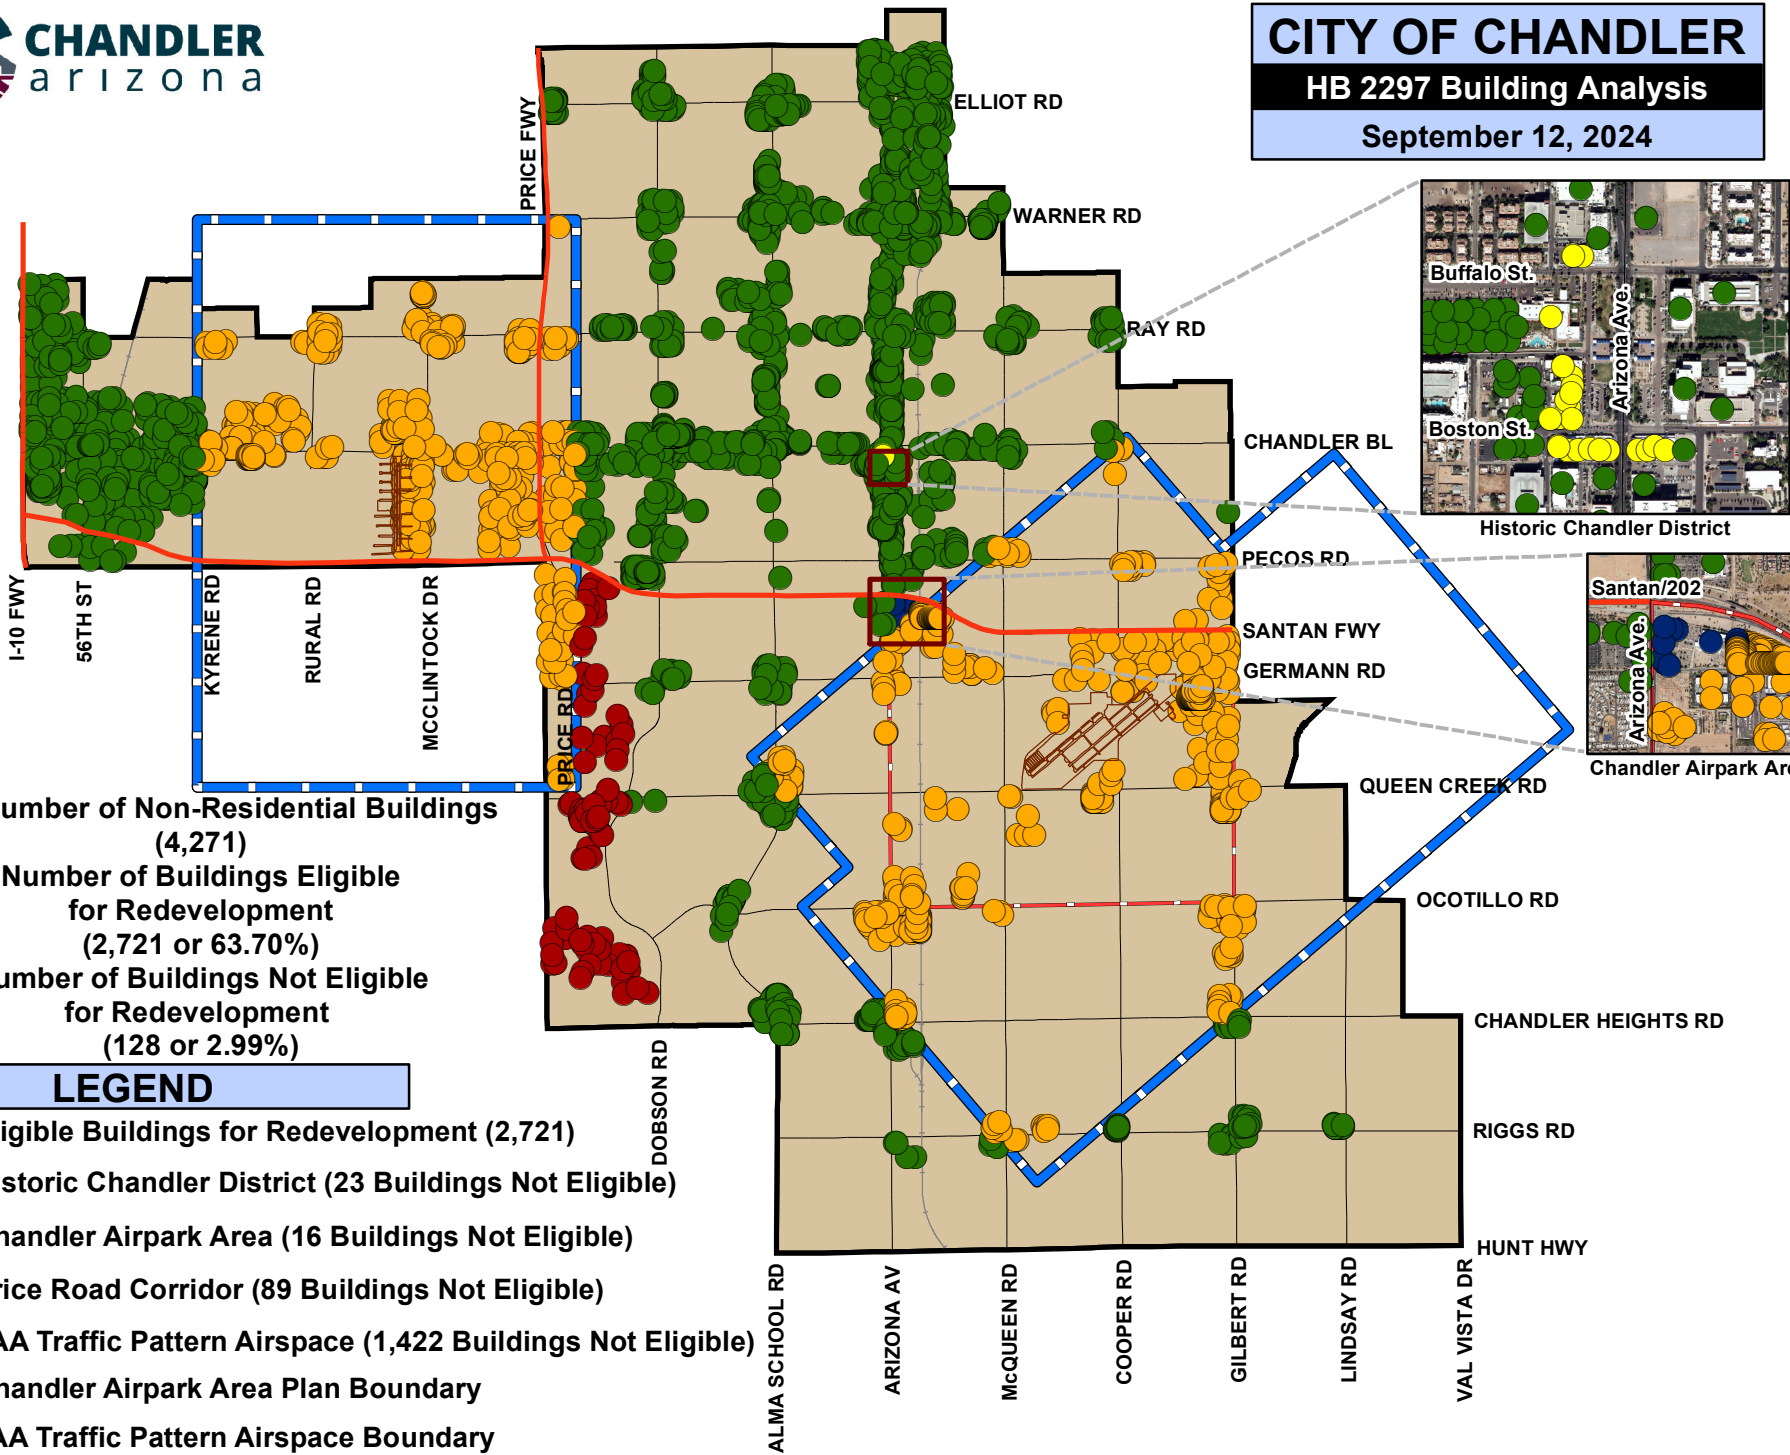 CHANDLER
arizona
CITY OF CHANDLER
HB 2297 Building Analysis
September 12, 2024
PRICE FWY
ELLIOT RD
WARNER RD
RAY RD
CHANDLER BL
PECOS RD
SANTAN FWY
GERMANN RD
QUEEN CREEK RD
OCOTILLO RD
CHANDLER HEIGHTS RD
RIGGS RD
HUNT HWY
I-10 FWY
56TH ST
KYRENE RD
RURAL RD
MCCLINTOCK DR
PRICE RD
DOBSON RD
ALMA SCHOOL RD
ARIZONA AV
McQUEEN RD
COOPER RD
GILBERT RD
LINDSAY RD
VAL VISTA DR
Buffalo St.
Arizona Ave.
Boston St.
Historic Chandler District
Santan/202
Arizona Ave.
Chandler Airpark Are
umber of Non-Residential Buildings
(4,271)
Number of Buildings Eligible
for Redevelopment
(2,721 or 63.70%)
umber of Buildings Not Eligible
for Redevelopment
(128 or 2.99%)
LEGEND
igible Buildings for Redevelopment (2,721)
istoric Chandler District (23 Buildings Not Eligible)
handler Airpark Area (16 Buildings Not Eligible)
rice Road Corridor (89 Buildings Not Eligible)
AA Traffic Pattern Airspace (1,422 Buildings Not Eligible)
handler Airpark Area Plan Boundary
AA Traffic Pattern Airspace Boundary